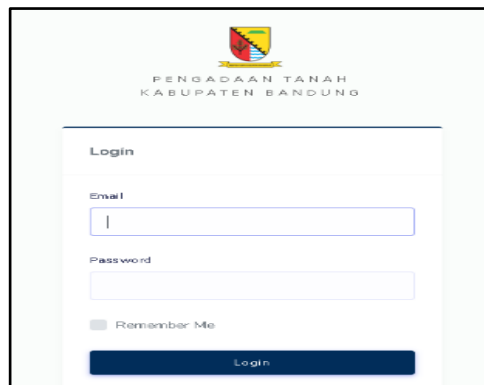 PENGADAAN TANAH
KABUPATEN BANDUNG
Login
Email
Password
Remember Me
Login